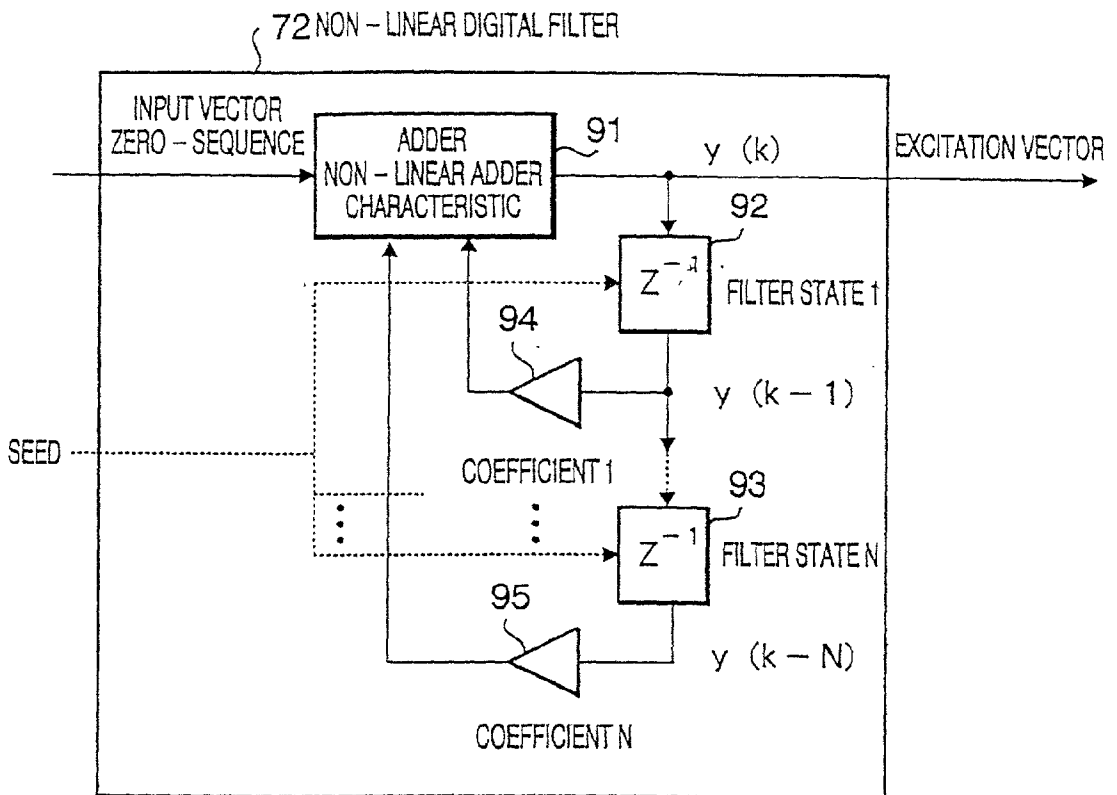 72 NON-LINEAR DIGITAL FILTER
INPUT VECTOR
ZERO-SEQUENCE
ADDER
NON-LINEAR ADDER
CHARACTERISTIC
91
y (k)
EXCITATION VECTOR
92
Z⁻¹
FILTER STATE 1
94
y (k-1)
SEED
COEFFICIENT 1
93
Z⁻¹
FILTER STATE N
95
y (k-N)
COEFFICIENT N